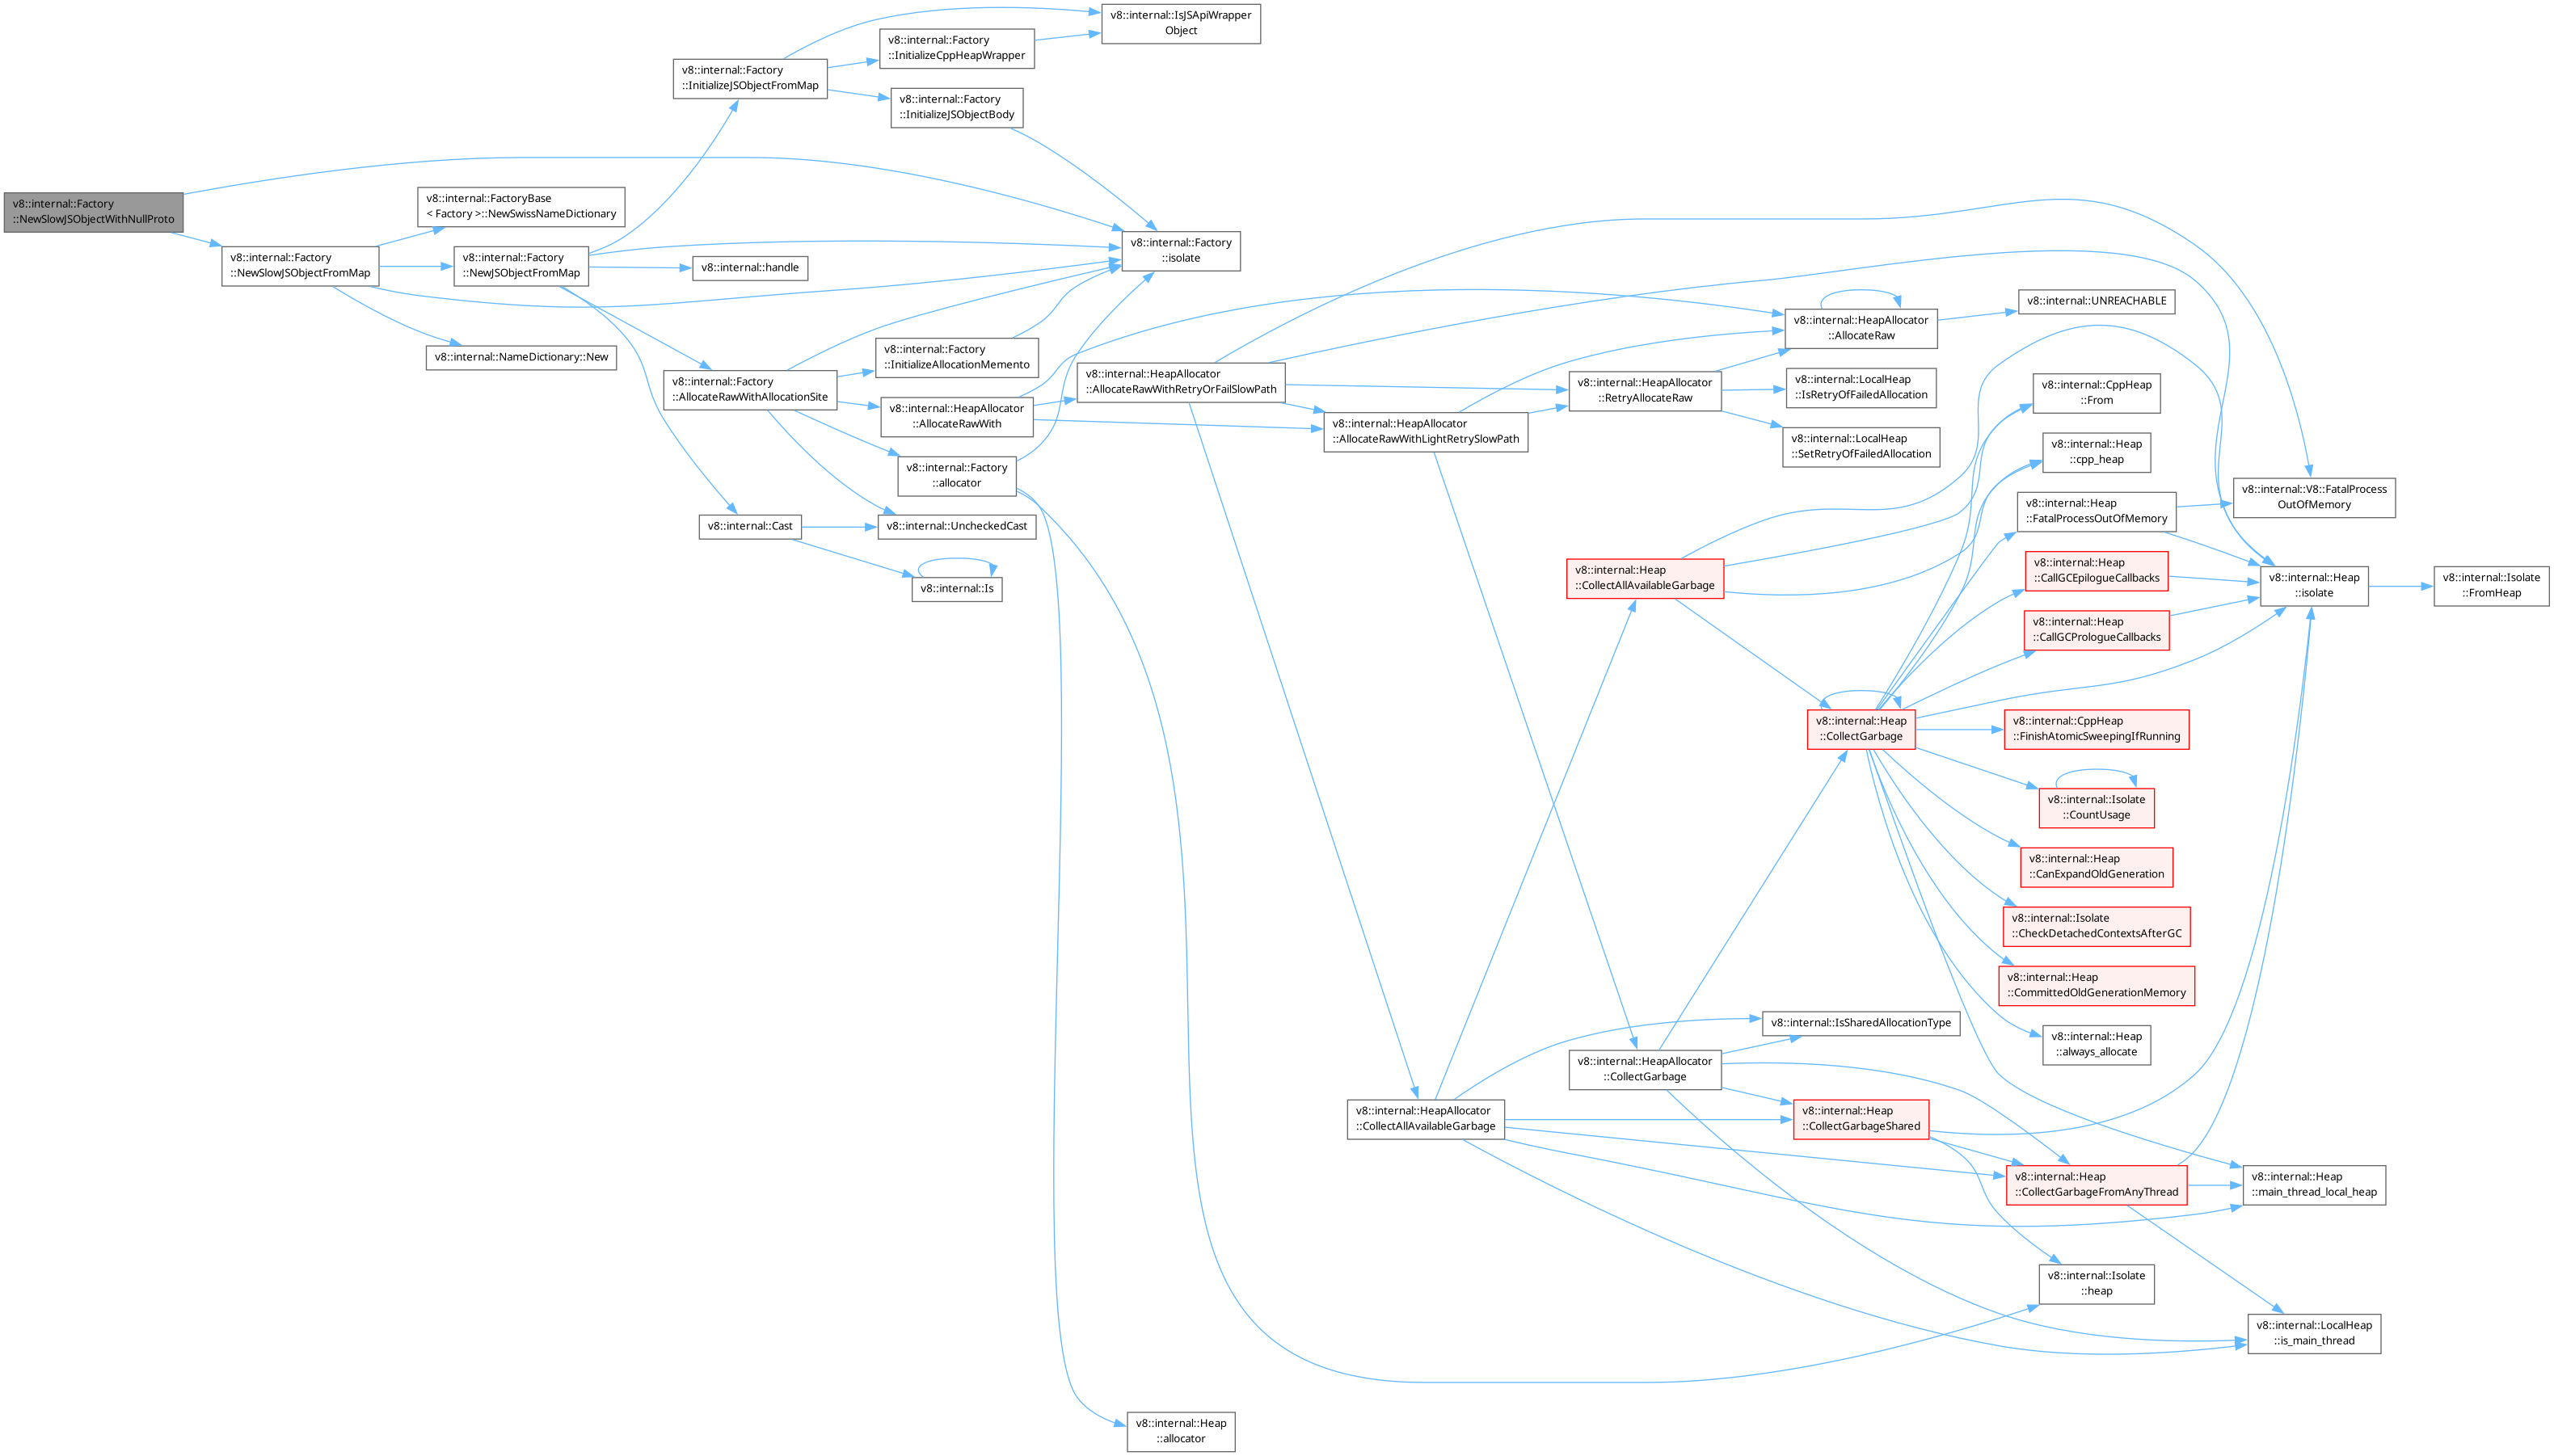 v8::internal::Factory
::NewSlowJSObjectWithNullProto
v8::internal::Factory
::NewSlowJSObjectFromMap
v8::internal::FactoryBase
< Factory >::NewSwissNameDictionary
v8::internal::Factory
::NewJSObjectFromMap
v8::internal::NameDictionary::New
v8::internal::Factory
::InitializeJSObjectFromMap
v8::internal::handle
v8::internal::Factory
::AllocateRawWithAllocationSite
v8::internal::Cast
v8::internal::Factory
::InitializeCppHeapWrapper
v8::internal::Factory
::InitializeJSObjectBody
v8::internal::Factory
::InitializeAllocationMemento
v8::internal::HeapAllocator
::AllocateRawWith
v8::internal::Factory
::allocator
v8::internal::UncheckedCast
v8::internal::Is
v8::internal::IsJSApiWrapper
Object
v8::internal::Factory
::isolate
v8::internal::HeapAllocator
::AllocateRawWithRetryOrFailSlowPath
v8::internal::Heap
::allocator
v8::internal::HeapAllocator
::AllocateRawWithLightRetrySlowPath
v8::internal::HeapAllocator
::CollectAllAvailableGarbage
v8::internal::HeapAllocator
::RetryAllocateRaw
v8::internal::Heap
::CollectAllAvailableGarbage
v8::internal::HeapAllocator
::CollectGarbage
v8::internal::HeapAllocator
::AllocateRaw
v8::internal::LocalHeap
::IsRetryOfFailedAllocation
v8::internal::LocalHeap
::SetRetryOfFailedAllocation
v8::internal::Heap
::CollectGarbage
v8::internal::IsSharedAllocationType
v8::internal::Heap
::CollectGarbageShared
v8::internal::UNREACHABLE
v8::internal::CppHeap
::From
v8::internal::Heap
::cpp_heap
v8::internal::Heap
::FatalProcessOutOfMemory
v8::internal::Heap
::CallGCEpilogueCallbacks
v8::internal::Heap
::CallGCPrologueCallbacks
v8::internal::CppHeap
::FinishAtomicSweepingIfRunning
v8::internal::Isolate
::CountUsage
v8::internal::Heap
::CanExpandOldGeneration
v8::internal::Isolate
::CheckDetachedContextsAfterGC
v8::internal::Heap
::CommittedOldGenerationMemory
v8::internal::Heap
::always_allocate
v8::internal::Heap
::CollectGarbageFromAnyThread
v8::internal::Isolate
::heap
v8::internal::V8::FatalProcess
OutOfMemory
v8::internal::Heap
::isolate
v8::internal::Heap
::main_thread_local_heap
v8::internal::LocalHeap
::is_main_thread
v8::internal::Isolate
::FromHeap